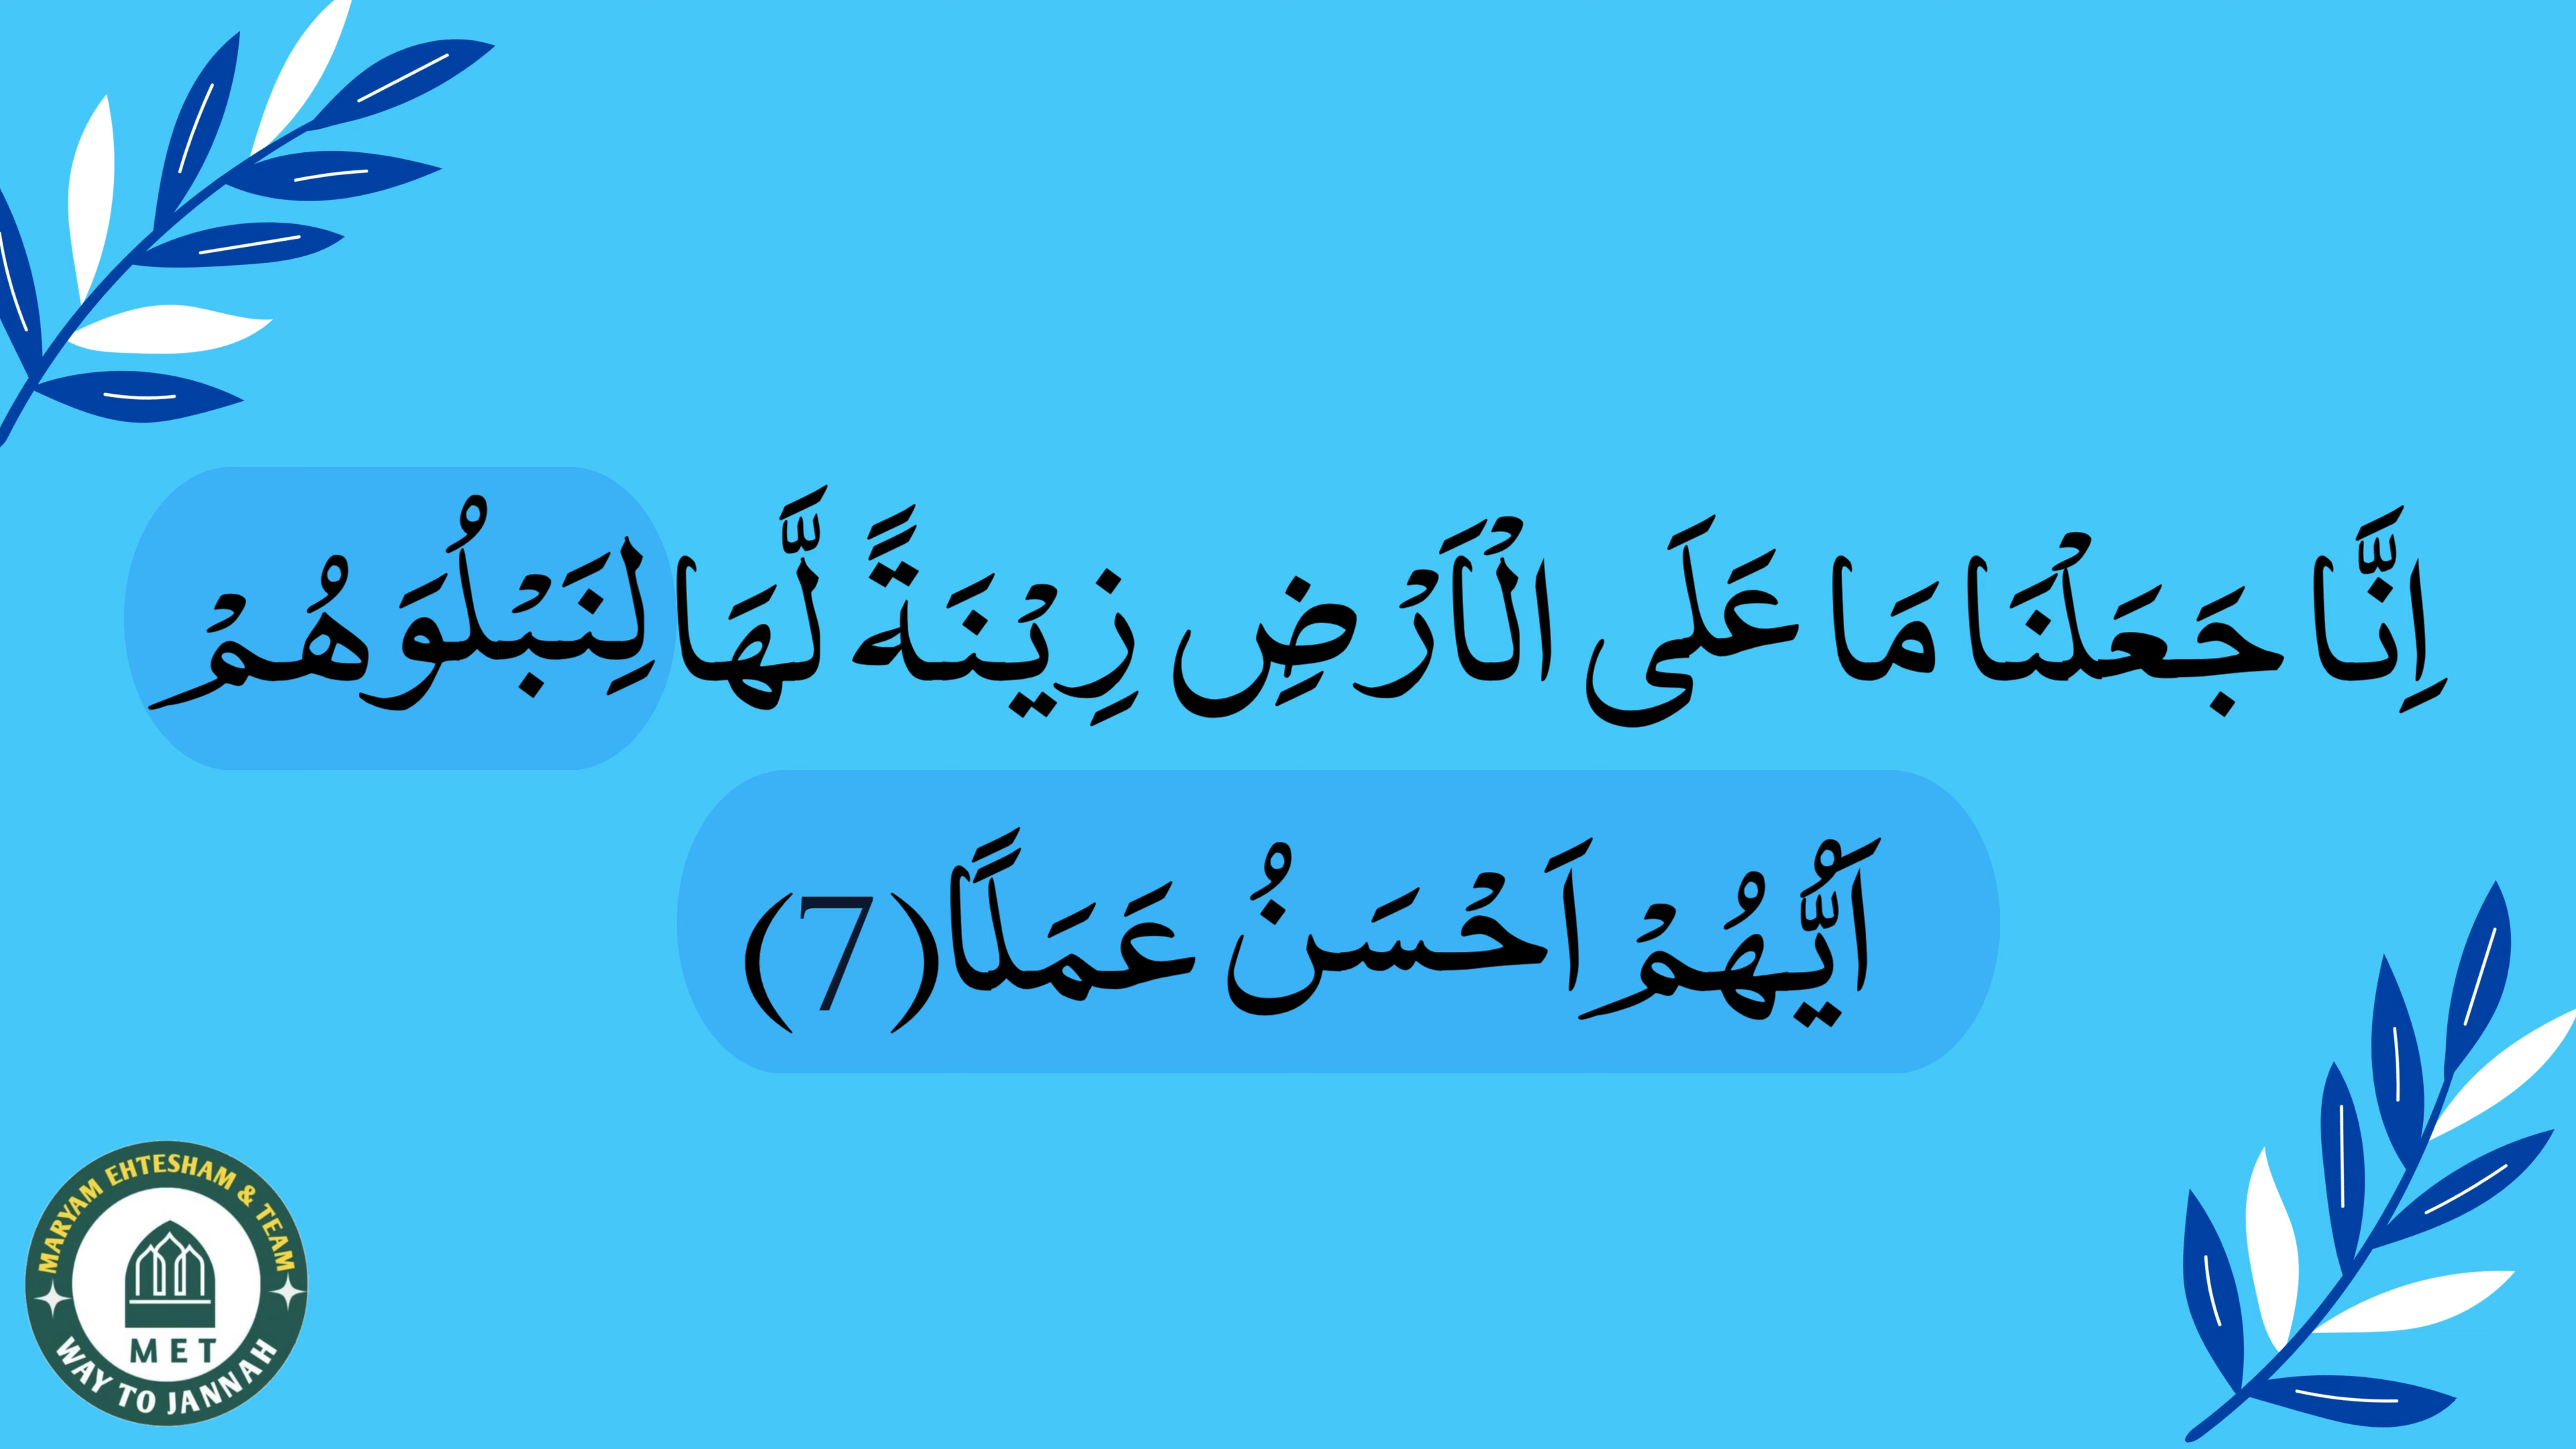 اِنَّا جَعَلْنَا مَا عَلَى الْاَرْضِ زِيْنَةً لَّهَا لِنَبْلُوَهُمْ
اَيُّهُمْ اَحْسَنُ عَمَلًا(7)
MARYAM EHTESHAM & TEAM
MET
WAY TO JANNAH